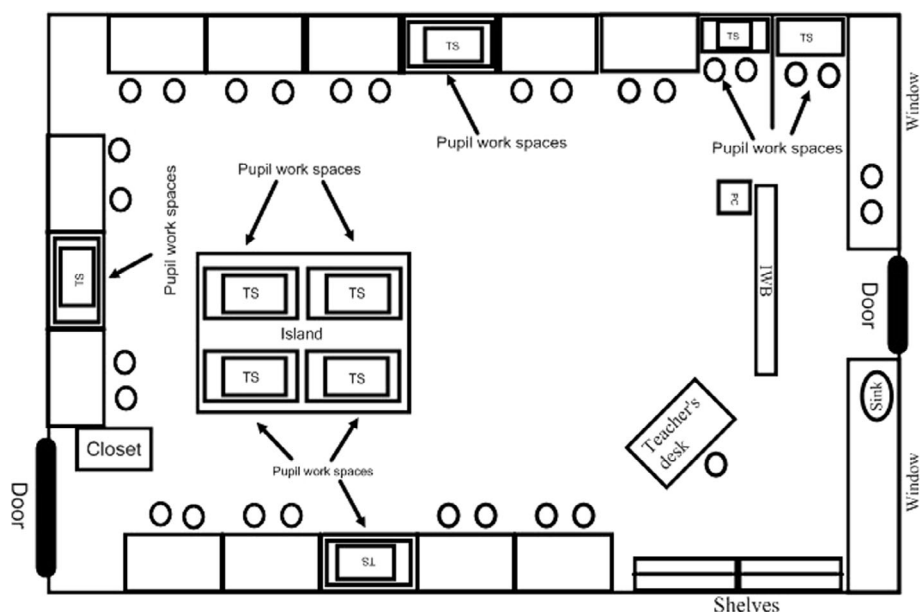 TS
TS
TS
Window
Pupil work spaces
Pupil work spaces
Pupil work spaces
Pupil work spaces
TS
PC
IWB
Door
TS
TS
Island
TS
TS
Sink
Teacher's
desk
Closet
Pupil work spaces
Door
Window
TS
Shelves